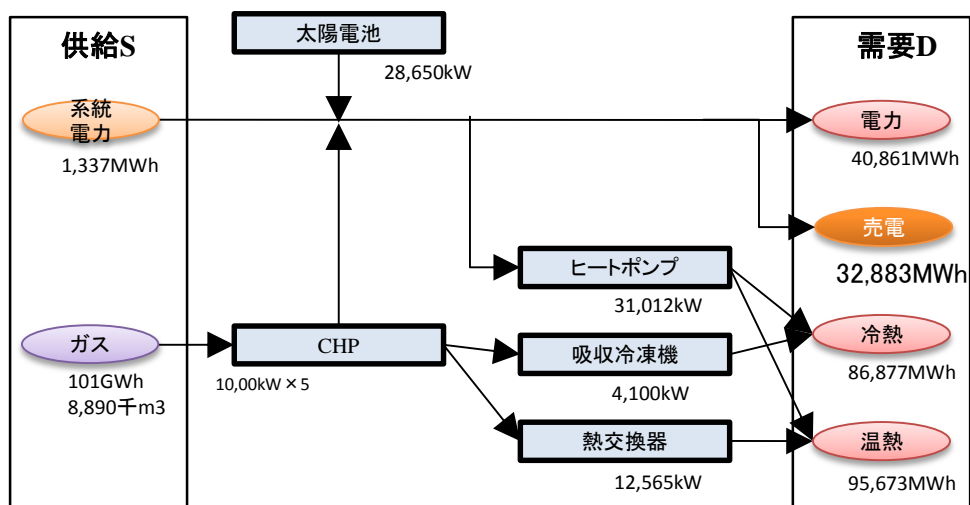 供給S
太陽電池
28,650kW
需要D
系統
電力
1,337MWh
電力
40,861MWh
売電
32,883MWh
ヒートポンプ
31,012kW
ガス
101GWh
8,890千m3
CHP
10,00kW×5
吸収冷凍機
4,100kW
冷熱
86,877MWh
熱交換器
12,565kW
温熱
95,673MWh